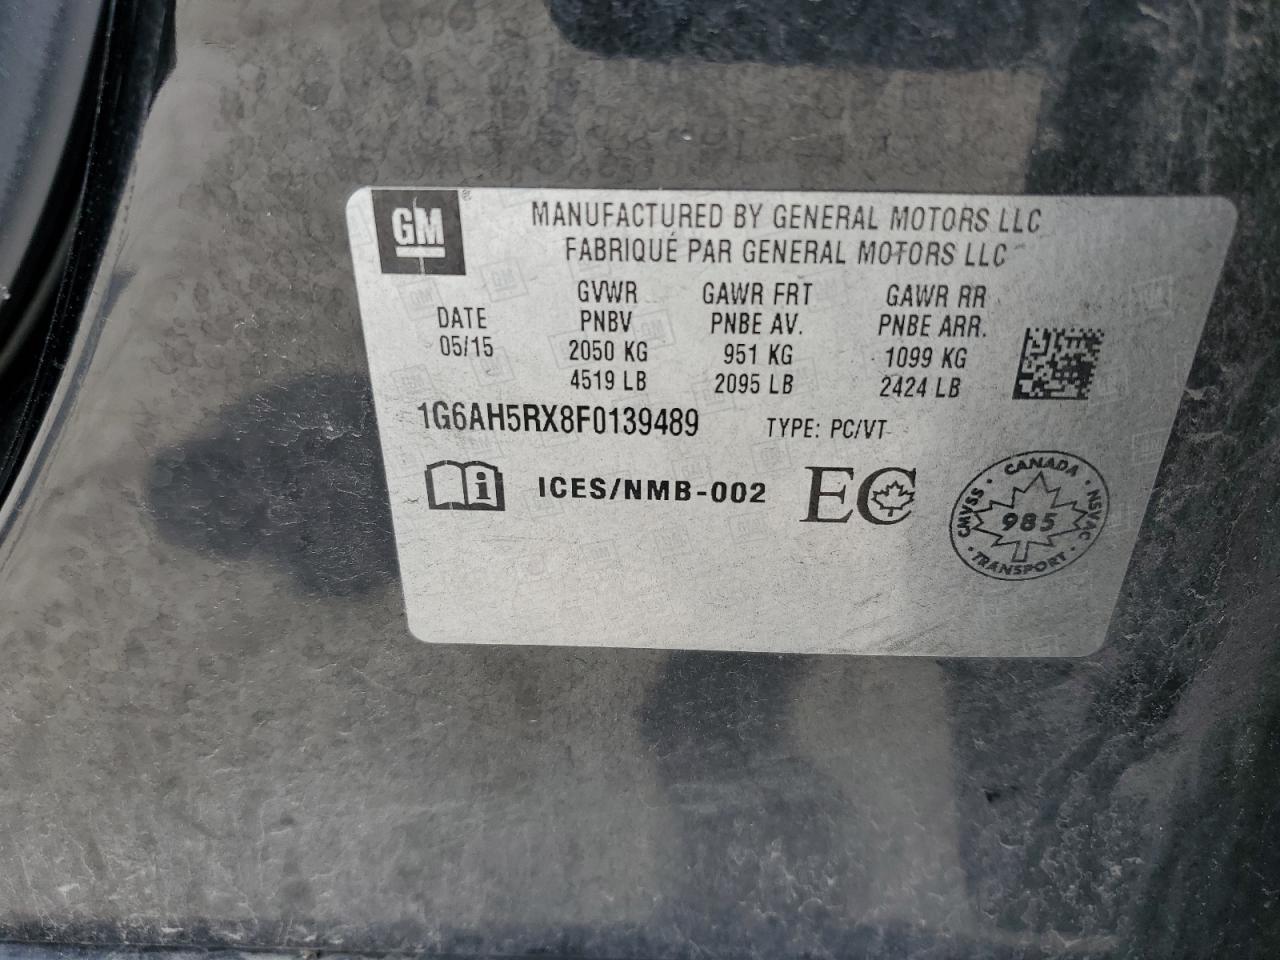 GM ®
MANUFACTURED BY GENERAL MOTORS LLC
FABRIQUÉ PAR GENERAL MOTORS LLC
GVWR GAWR FRT GAWR RR
DATE PNBV PNBE AV. PNBE ARR.
05/15 2050 KG 951 KG 1099 KG
4519 LB 2095 LB 2424 LB
1G6AH5RX8F0139489 TYPE: PC/VT
i ICES/NMB-002 EC
CANADA
CMVSS 985 NSVAC
TRANSPORT